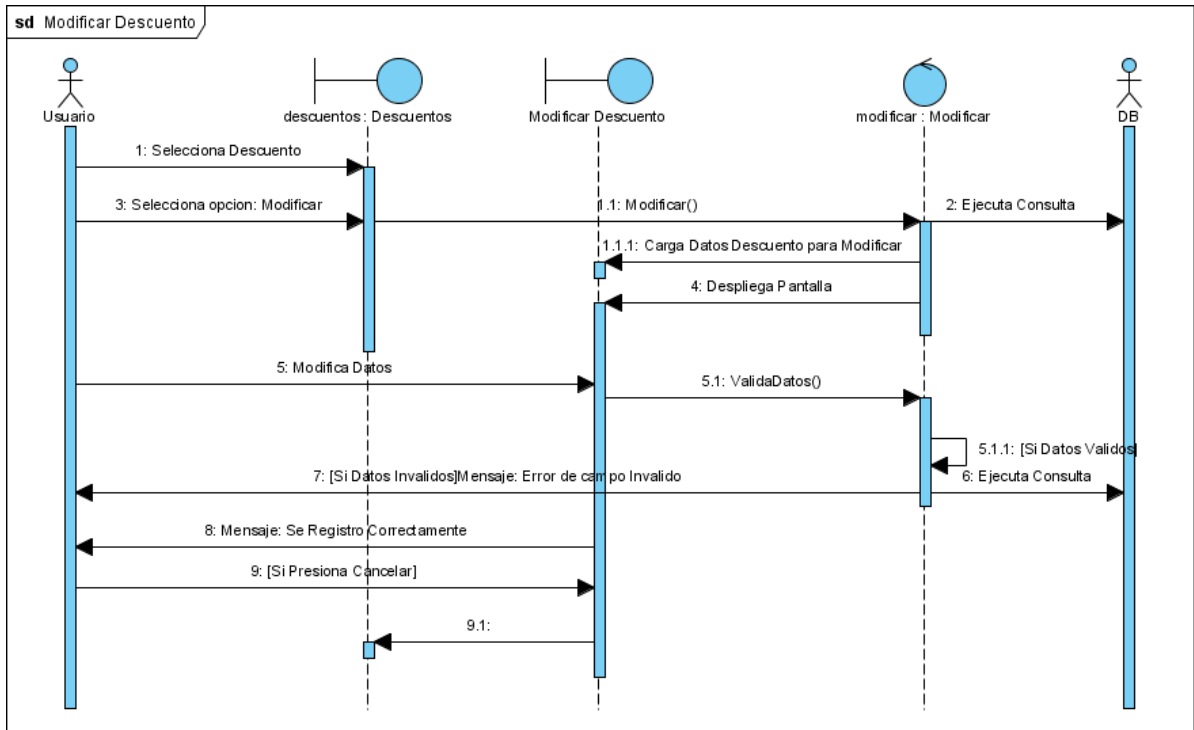 sd Modificar Descuento
Usuario
descuentos : Descuentos
Modificar Descuento
modificar : Modificar
DB
1: Selecciona Descuento
3: Selecciona opcion: Modificar
1.1: Modificar()
2: Ejecuta Consulta
1.1.1: Carga Datos Descuento para Modificar
4: Despliega Pantalla
5: Modifica Datos
5.1: ValidaDatos()
5.1.1: [Si Datos Validos]
7: [Si Datos Invalidos]Mensaje: Error de campo Invalido
6: Ejecuta Consulta
8: Mensaje: Se Registro Correctamente
9: [Si Presiona Cancelar]
9.1: